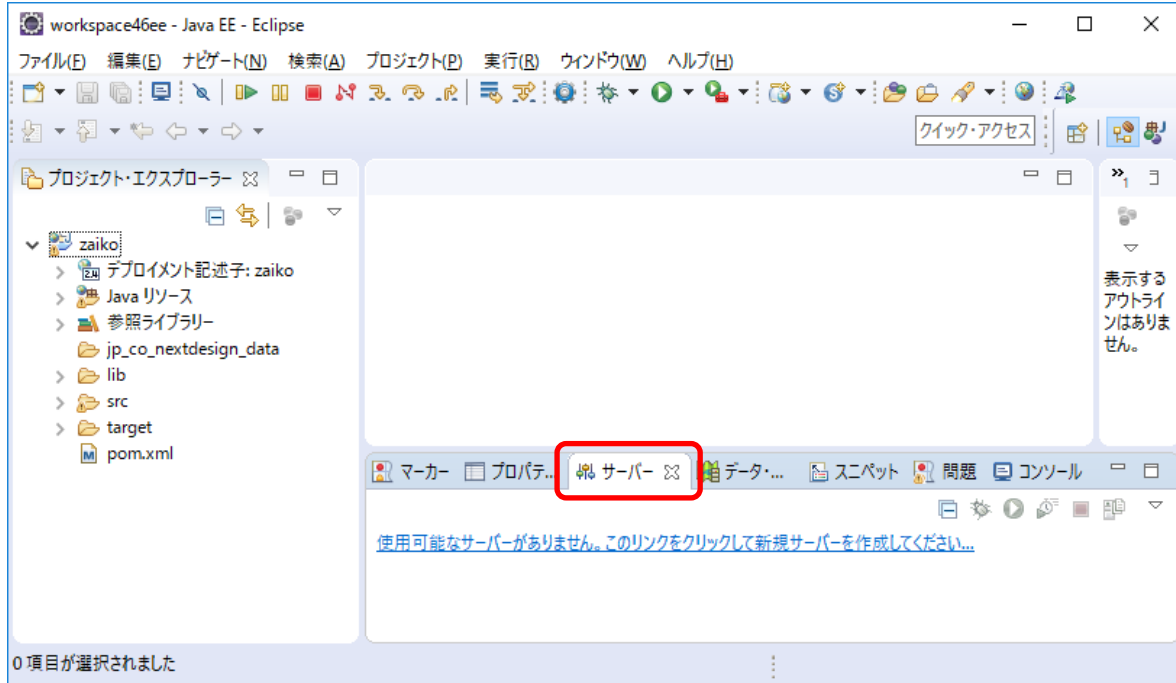 workspace46ee - Java EE - Eclipse
ファイル(F) 編集(E) ナビゲート(N) 検索(A) プロジェクト(P) 実行(R) ウィンドウ(W) ヘルプ(H)
クイック・アクセス
プロジェクト・エクスプローラー
zaiko
デプロイメント記述子: zaiko
Java リソース
参照ライブラリー
jp_co_nextdesign_data
lib
src
target
pom.xml
表示する
アウトライ
ンはありま
せん。
マーカー プロパテ... サーバー データ・... スニペット 問題 コンソール
使用可能なサーバーがありません。このリンクをクリックして新規サーバーを作成してください...
0 項目が選択されました